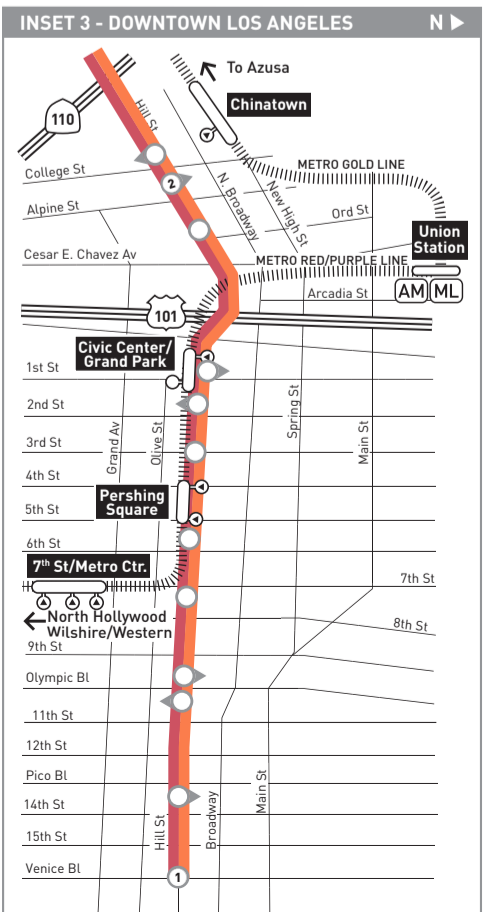 INSET 3 - DOWNTOWN LOS ANGELES
N
To Azusa
Chinatown
110
Hill St
College St
METRO GOLD LINE
2
N. Broadway
New High St
Alpine St
Ord St
Union
Station
Cesar E. Chavez Av
METRO RED/PURPLE LINE
AM
ML
Arcadia St
101
Civic Center/
Grand Park
1st St
2nd St
Spring St
Grand Av
Olive St
Main St
3rd St
4th St
Pershing
Square
5th St
6th St
7th St/Metro Ctr.
7th St
North Hollywood
Wilshire/Western
8th St
9th St
Olympic Bl
11th St
12th St
Pico Bl
Main St
14th St
Hill St
Broadway
15th St
Venice Bl
1